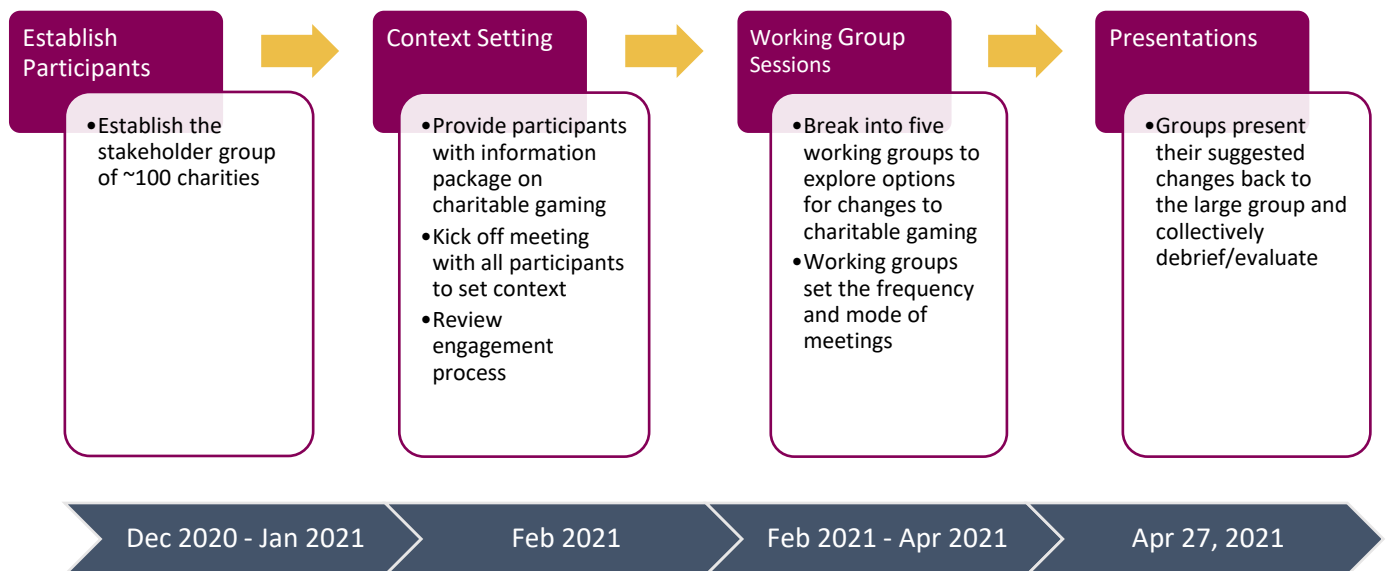 Establish
Participants
•Establish the
stakeholder group
of ~100 charities
Context Setting
•Provide participants
with information
package on
charitable gaming
•Kick off meeting
with all participants
to set context
•Review
engagement
process
Working Group
Sessions
•Break into five
working groups to
explore options
for changes to
charitable gaming
•Working groups
set the frequency
and mode of
meetings
Presentations
•Groups present
their suggested
changes back to
the large group and
collectively
debrief/evaluate
Dec 2020 - Jan 2021
Feb 2021
Feb 2021 - Apr 2021
Apr 27, 2021